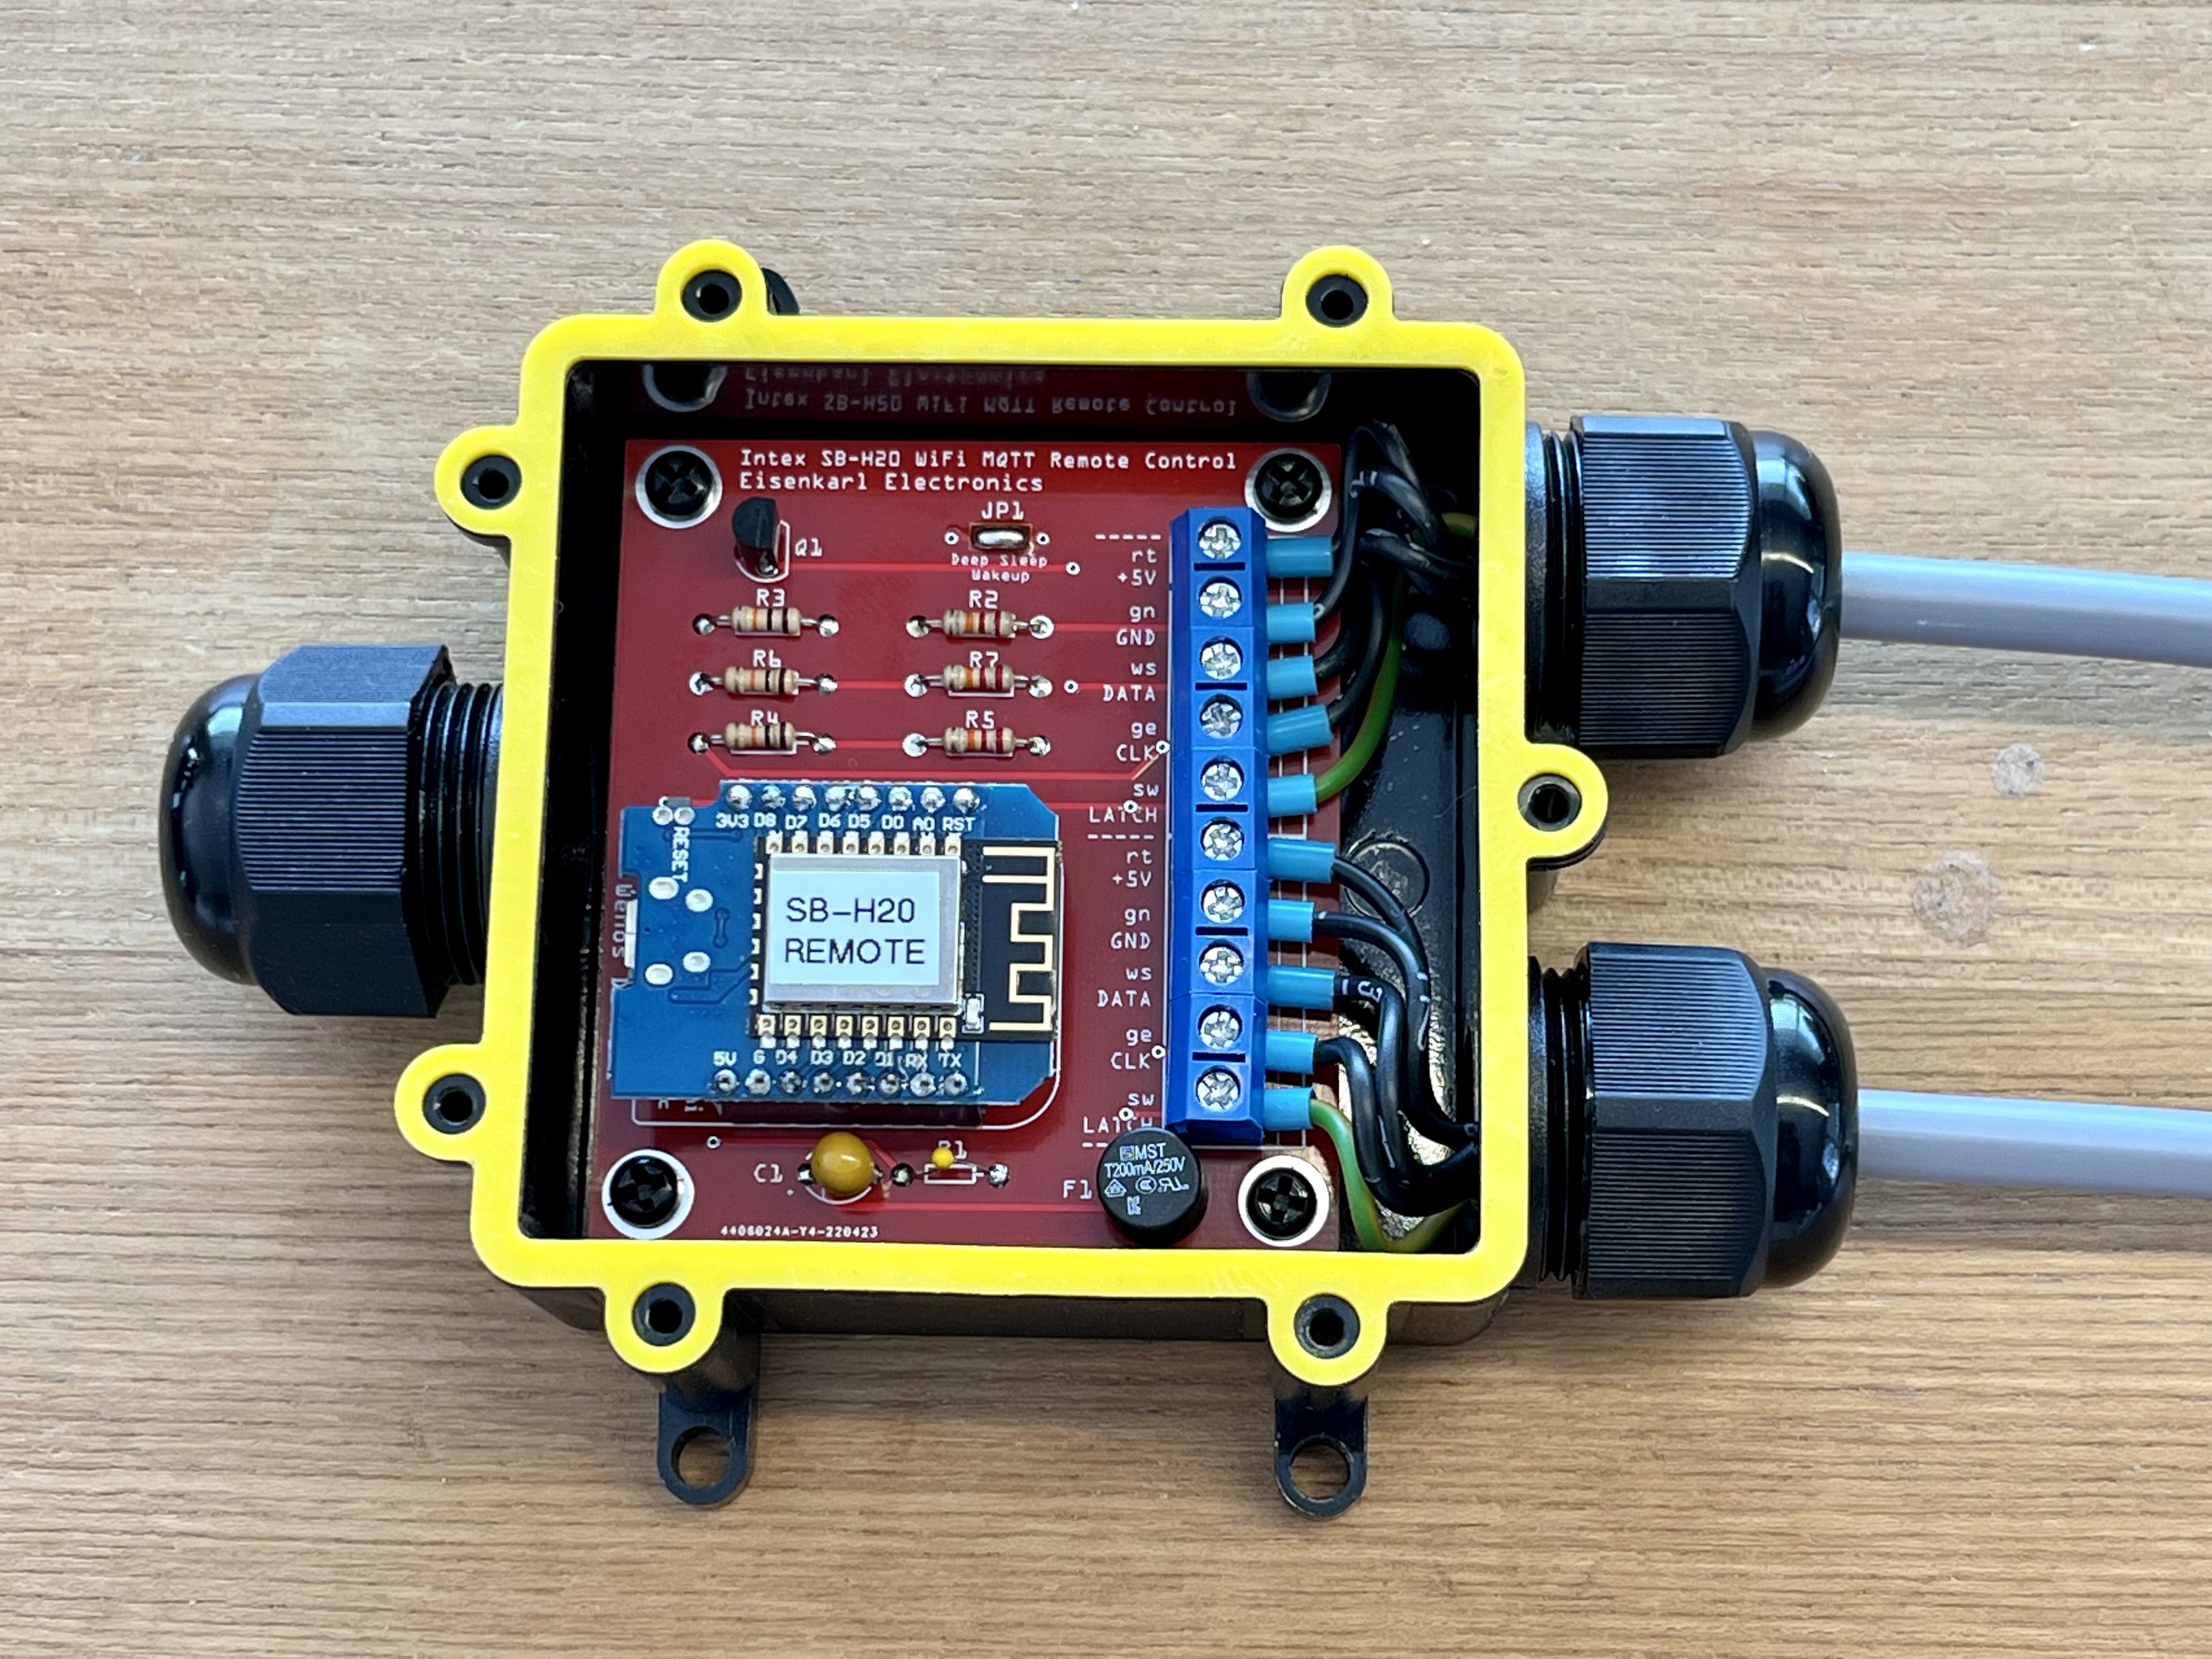 Intex SB-H20 WiFi MQTT Remote Control
Eisenkarl Electronics
JP1
Deep Sleep
Wakeup
Q1
R3
R2
R6
R7
R4
R5
rt
+5V
gn
GND
ws
DATA
ge
CLK
sw
LATCH
rt
+5V
gn
GND
ws
DATA
ge
CLK
sw
LATCH
3V3 D8 D7 D6 D5 D0 A0 RST
RESET
SB-H20
REMOTE
5V G D4 D3 D2 D1 RX TX
C1
R1
F1
MST
T200mA/250V
4406024A-Y4-220423